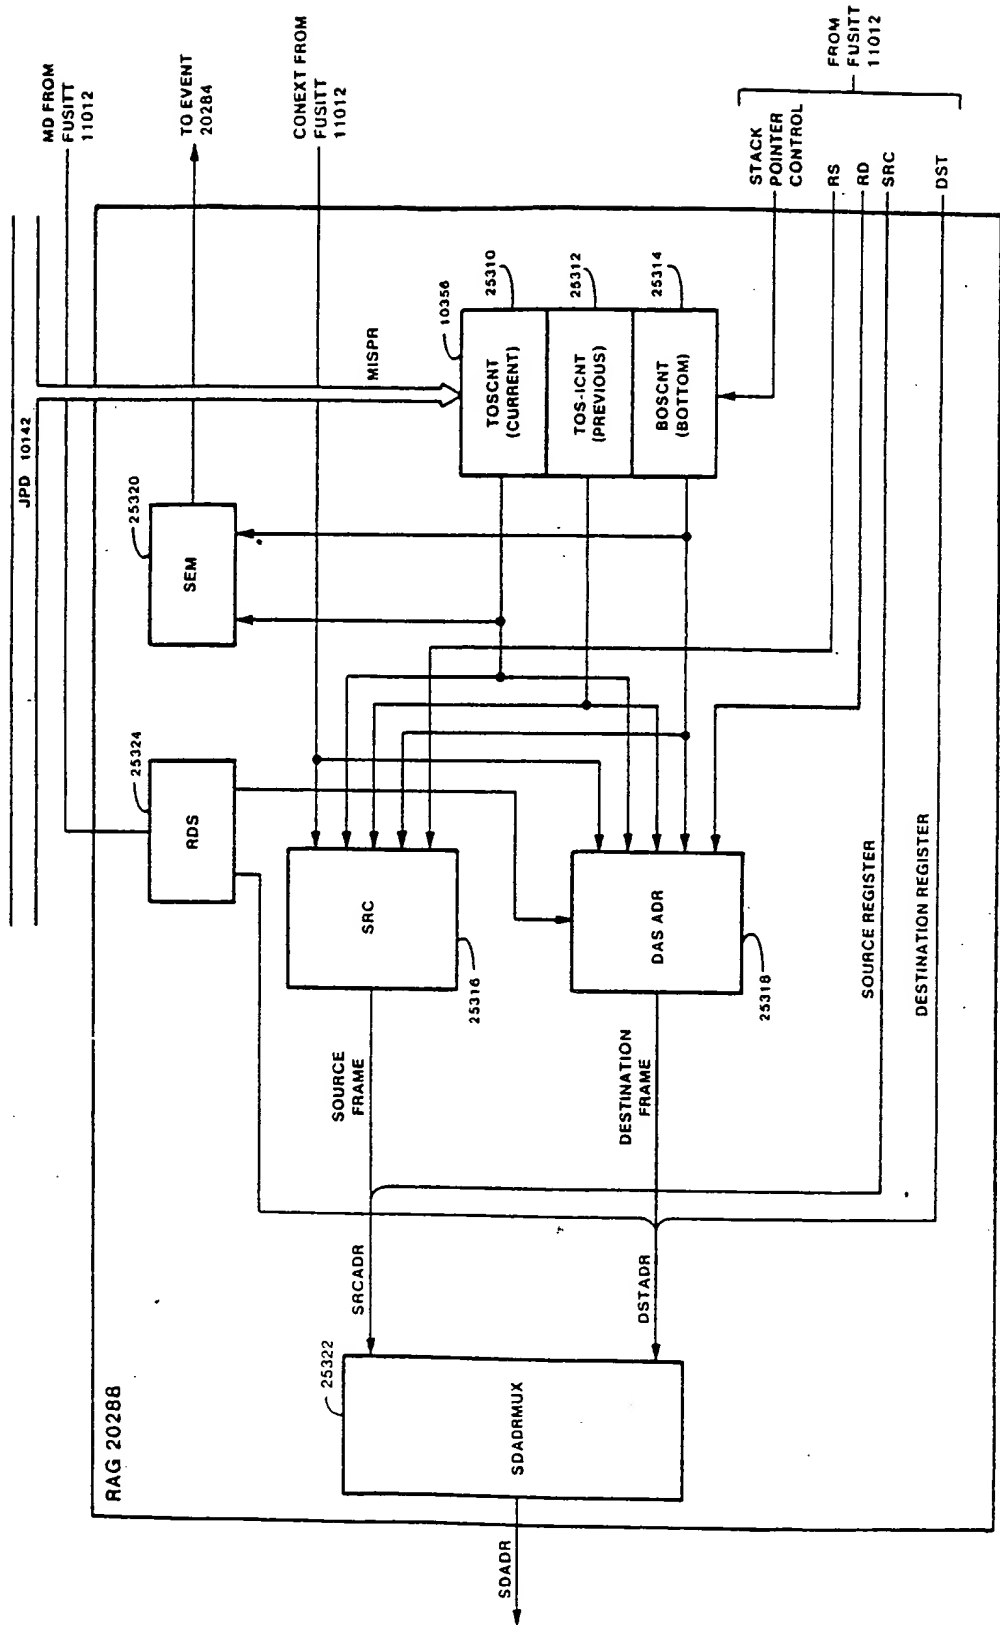 RAG 20288
JPD 10142
MD FROM
FUSITT
11012
TO EVENT
20284
CONEXT FROM
FUSITT
11012
STACK
POINTER
CONTROL
RS
RD
SRC
DST
FROM
FUSITT
11012
MISPR
10356
TOSCNT
(CURRENT)
25310
TOS-ICNT
(PREVIOUS)
25312
BOSCNT
(BOTTOM)
25314
SEM
25320
RDS
25324
SRC
25316
DAS ADR
25318
SOURCE
FRAME
DESTINATION
FRAME
SOURCE REGISTER
DESTINATION REGISTER
SRCADR
DSTADR
25322
SDADRMUX
SDADR